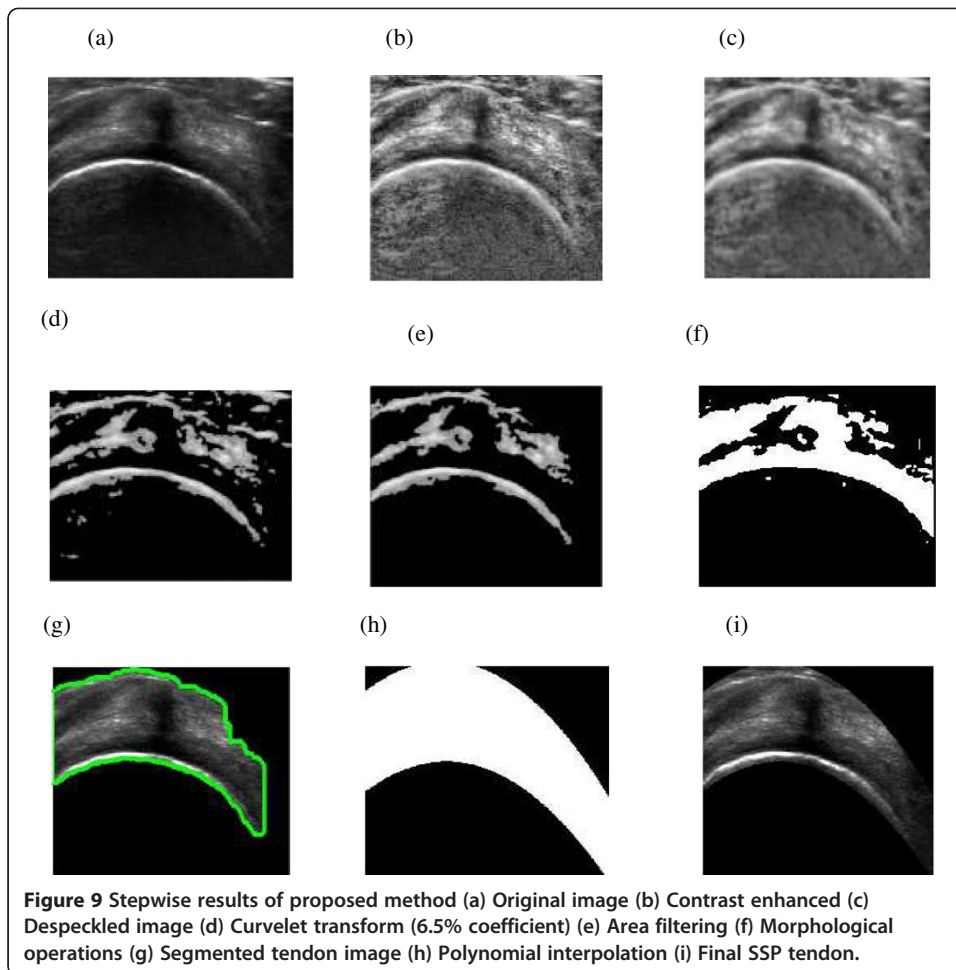 (a) (b) (c)
(d)
(e) (f)
(g) (h) (i)
Figure 9 Stepwise results of proposed method (a) Original image (b) Contrast enhanced (c)
Despeckled image (d) Curvelet transform (6.5% coefficient) (e) Area filtering (f) Morphological
operations (g) Segmented tendon image (h) Polynomial interpolation (i) Final SSP tendon.